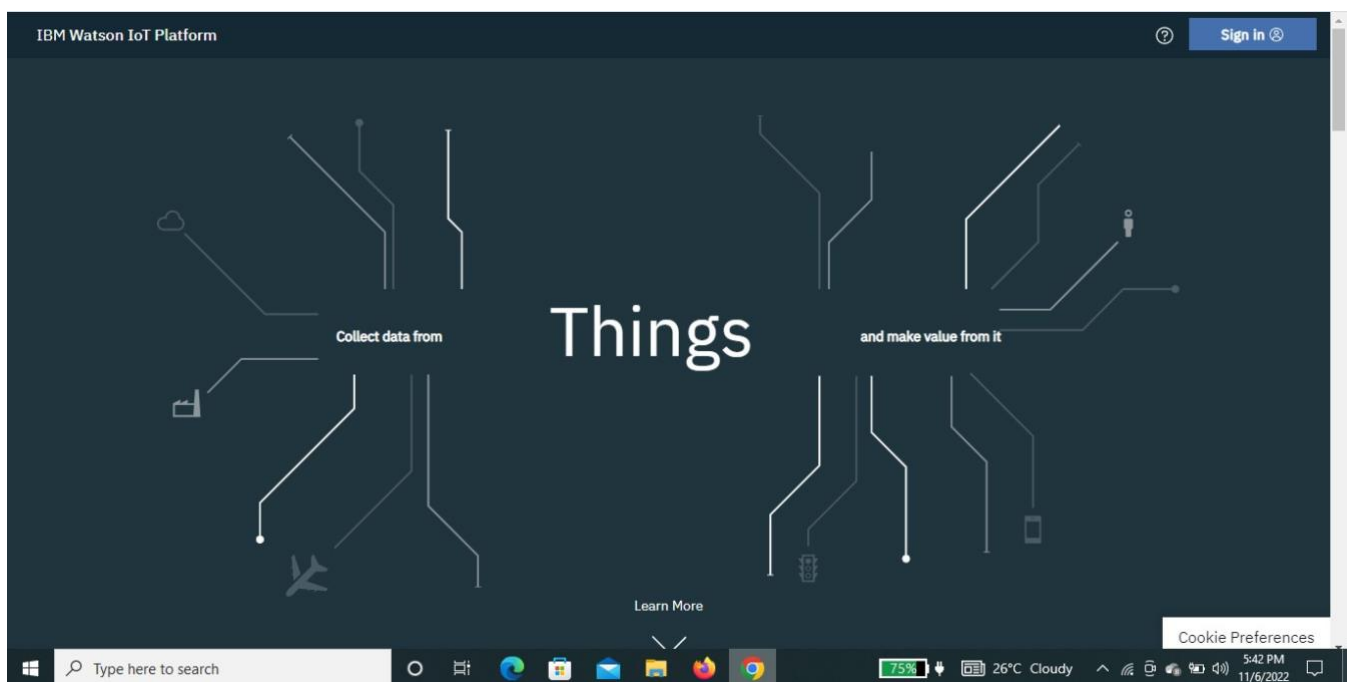 IBM Watson IoT Platform
Sign in
Collect data from
Things
and make value from it
Learn More
Cookie Preferences
Type here to search
75%
26°C Cloudy
5:42 PM
11/6/2022